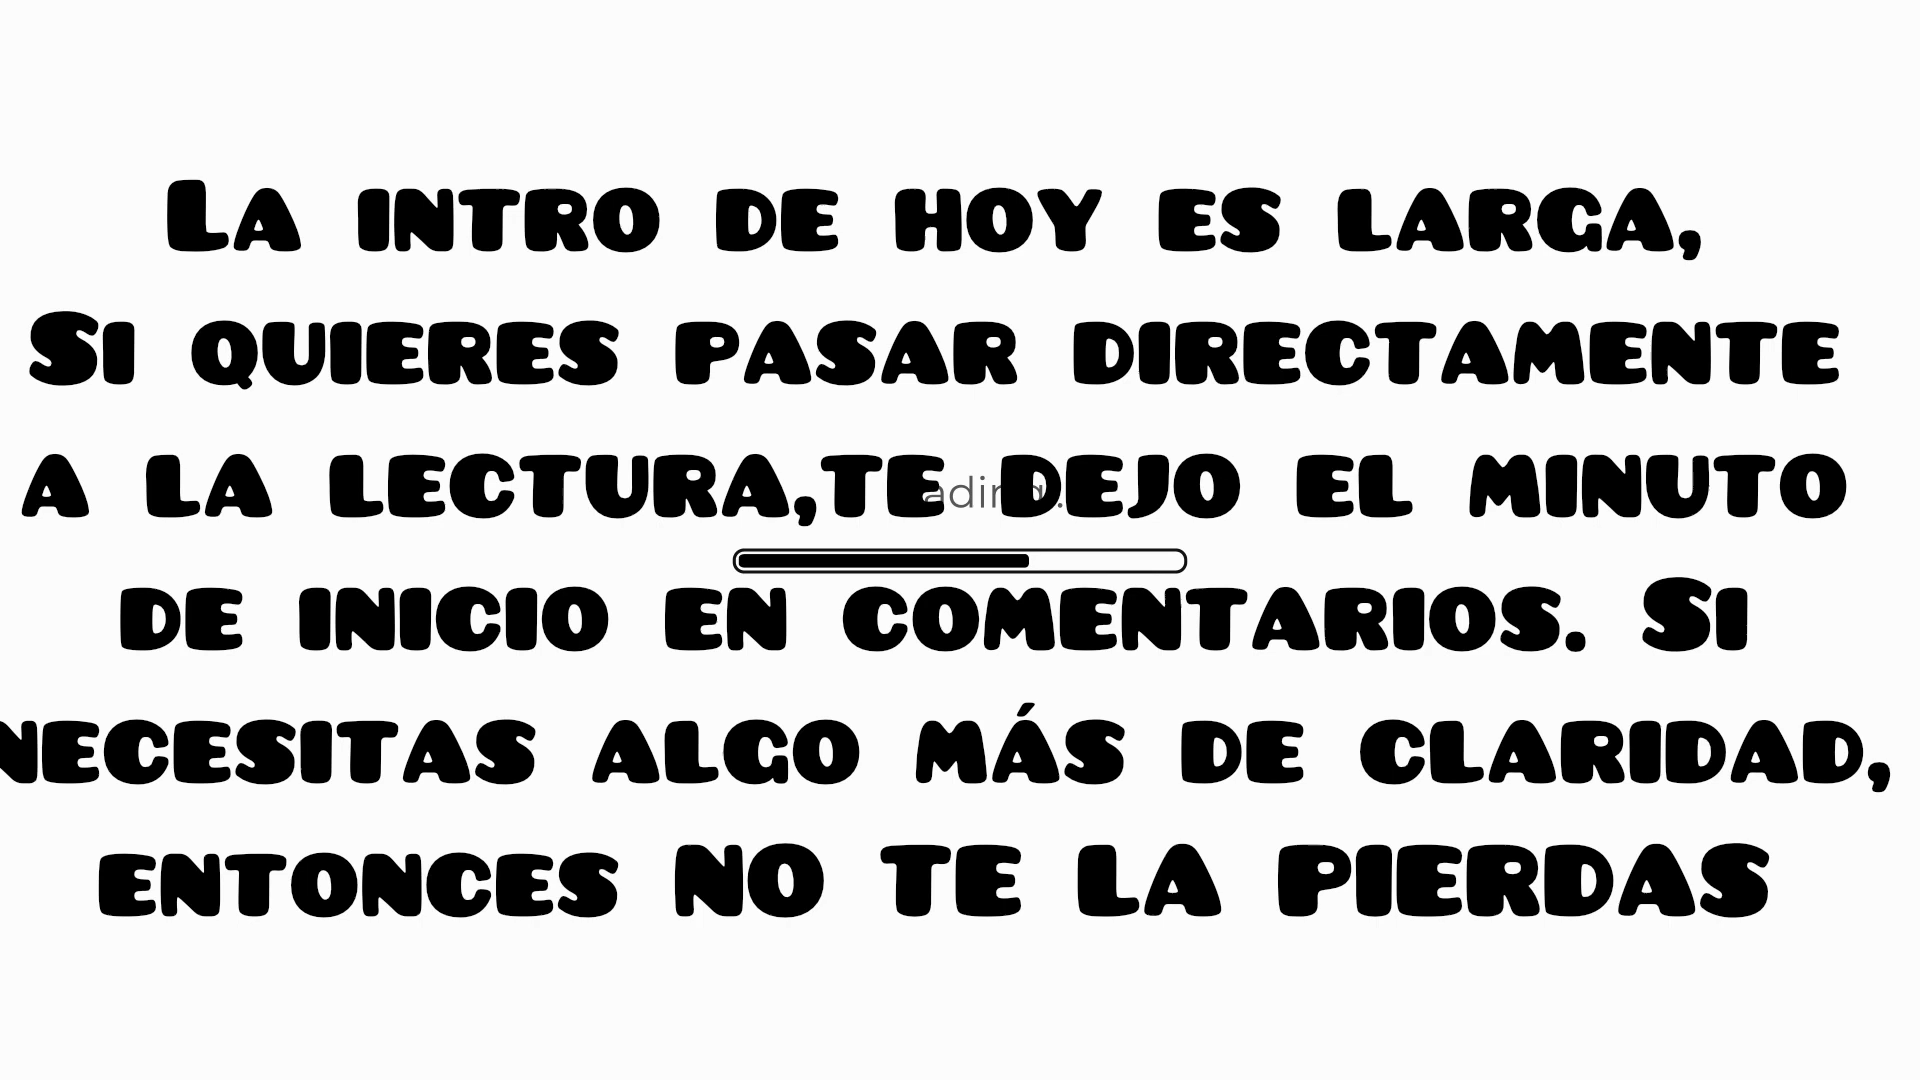 La intro de hoy es larga,
Si quieres pasar directamente
a la lectura,te dejo el minuto
de inicio en comentarios. Si
necesitas algo más de claridad,
entonces NO TE LA PIERDAS